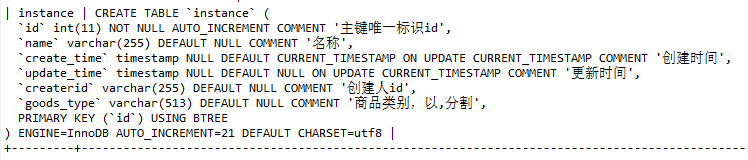 | instance | CREATE TABLE `instance` (
  `id` int(11) NOT NULL AUTO_INCREMENT COMMENT '主键唯一标识id',
  `name` varchar(255) DEFAULT NULL COMMENT '名称',
  `create_time` timestamp NULL DEFAULT CURRENT_TIMESTAMP ON UPDATE CURRENT_TIMESTAMP COMMENT '创建时间',
  `update_time` timestamp NULL DEFAULT NULL ON UPDATE CURRENT_TIMESTAMP COMMENT '更新时间',
  `createrid` varchar(255) DEFAULT NULL COMMENT '创建人id',
  `goods_type` varchar(513) DEFAULT NULL COMMENT '商品类别，以,分割',
  PRIMARY KEY (`id`) USING BTREE
) ENGINE=InnoDB AUTO_INCREMENT=21 DEFAULT CHARSET=utf8 |